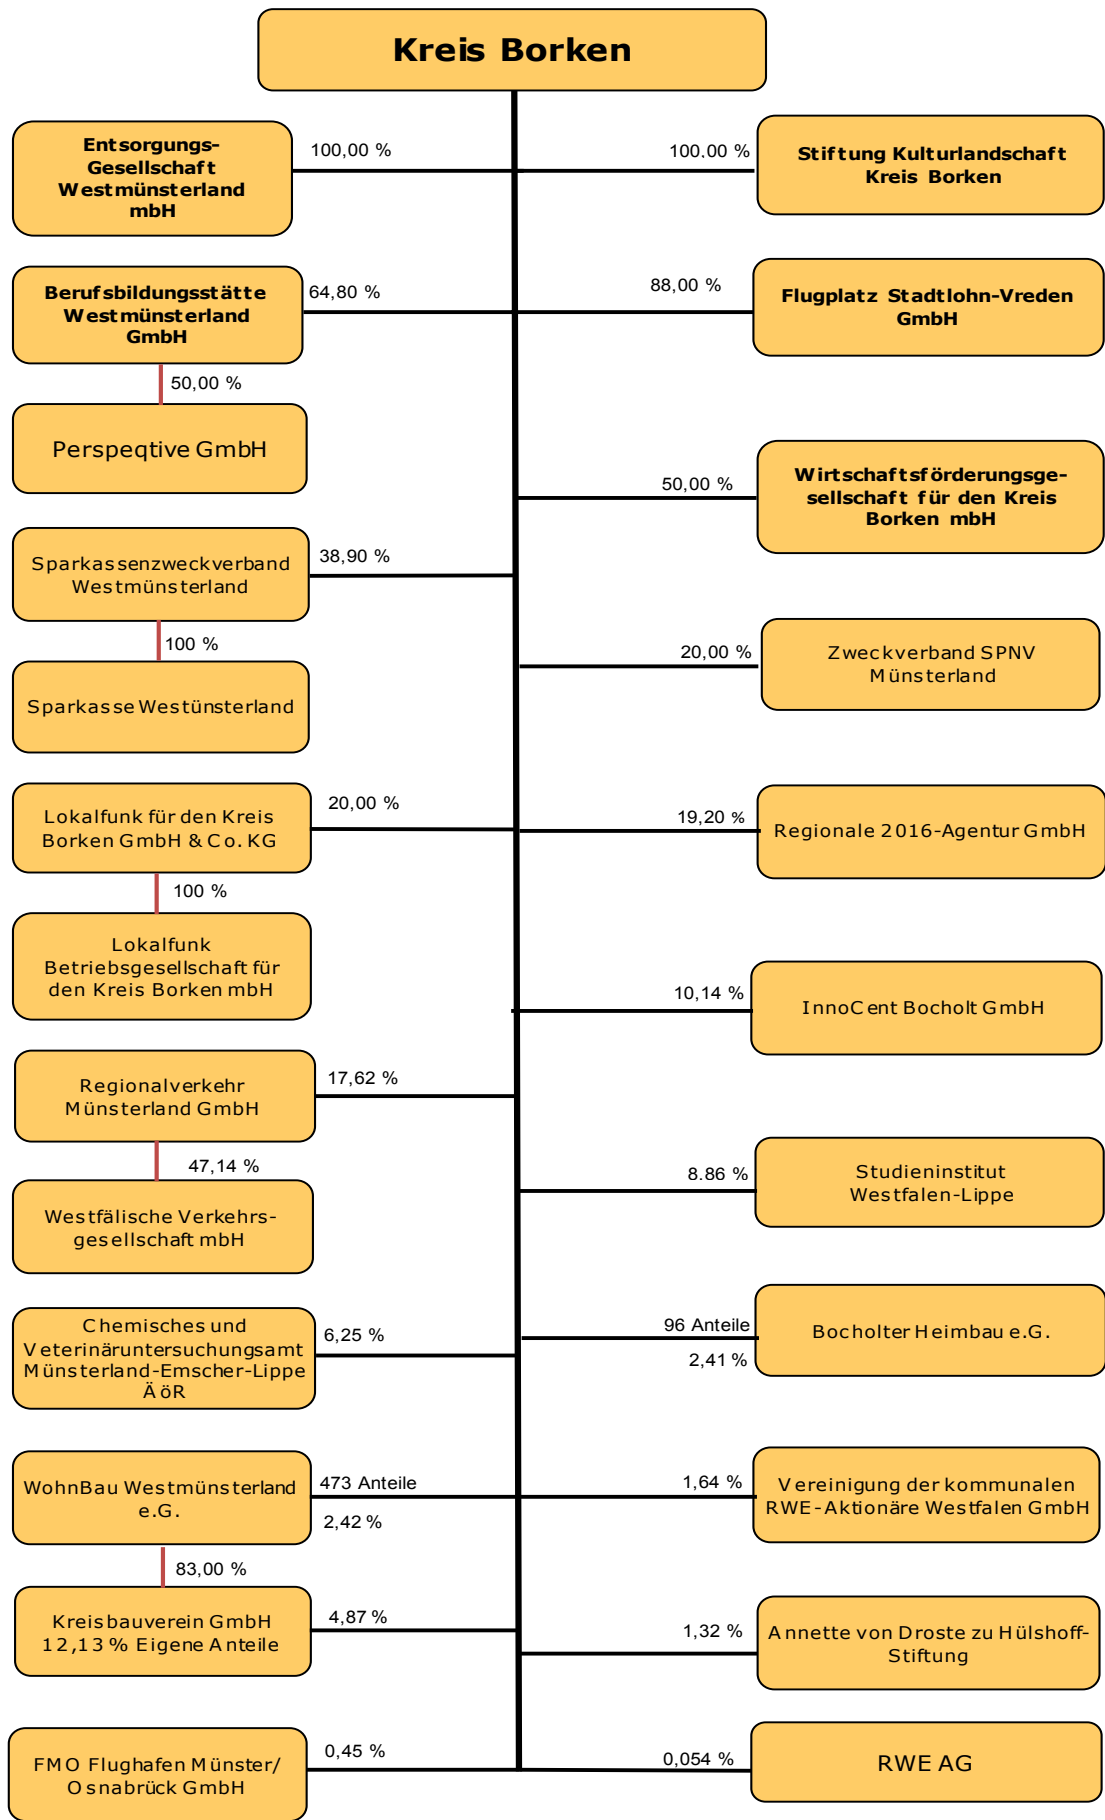 Kreis Borken
Entsorgungs-
Gesellschaft
Westmünsterland
mbH
100,00 %
100,00 %
Stiftung Kulturlandschaft
Kreis Borken
Berufsbildungsstätte
Westmünsterland
GmbH
64,80 %
88,00 %
Flugplatz Stadtlohn-Vreden
GmbH
50,00 %
Perspeqtive GmbH
50,00 %
Wirtschaftsförderungsge-
sellschaft für den Kreis
Borken mbH
Sparkassenzweckverband
Westmünsterland
38,90 %
100 %
Sparkasse Westünsterland
20,00 %
Zweckverband SPNV
Münsterland
Lokalfunk für den Kreis
Borken GmbH & Co. KG
20,00 %
19,20 %
Regionale 2016-Agentur GmbH
100 %
Lokalfunk
Betriebsgesellschaft für
den Kreis Borken mbH
10,14 %
InnoCent Bocholt GmbH
Regionalverkehr
Münsterland GmbH
17,62 %
47,14 %
Westfälische Verkehrs-
gesellschaft mbH
8.86 %
Studieninstitut
Westfalen-Lippe
Chemisches und
Veterinäruntersuchungsamt
Münsterland-Emscher-Lippe
ÄöR
6,25 %
96 Anteile
2,41 %
Bocholter Heimbau e.G.
WohnBau Westmünsterland
e.G.
473 Anteile
2,42 %
1,64 %
Vereinigung der kommunalen
RWE-Aktionäre Westfalen GmbH
83,00 %
Kreisbauverein GmbH
12,13 % Eigene Anteile
4,87 %
1,32 %
Annette von Droste zu Hülshoff-
Stiftung
FMO Flughafen Münster/
Osnabrück GmbH
0,45 %
0,054 %
RWE AG